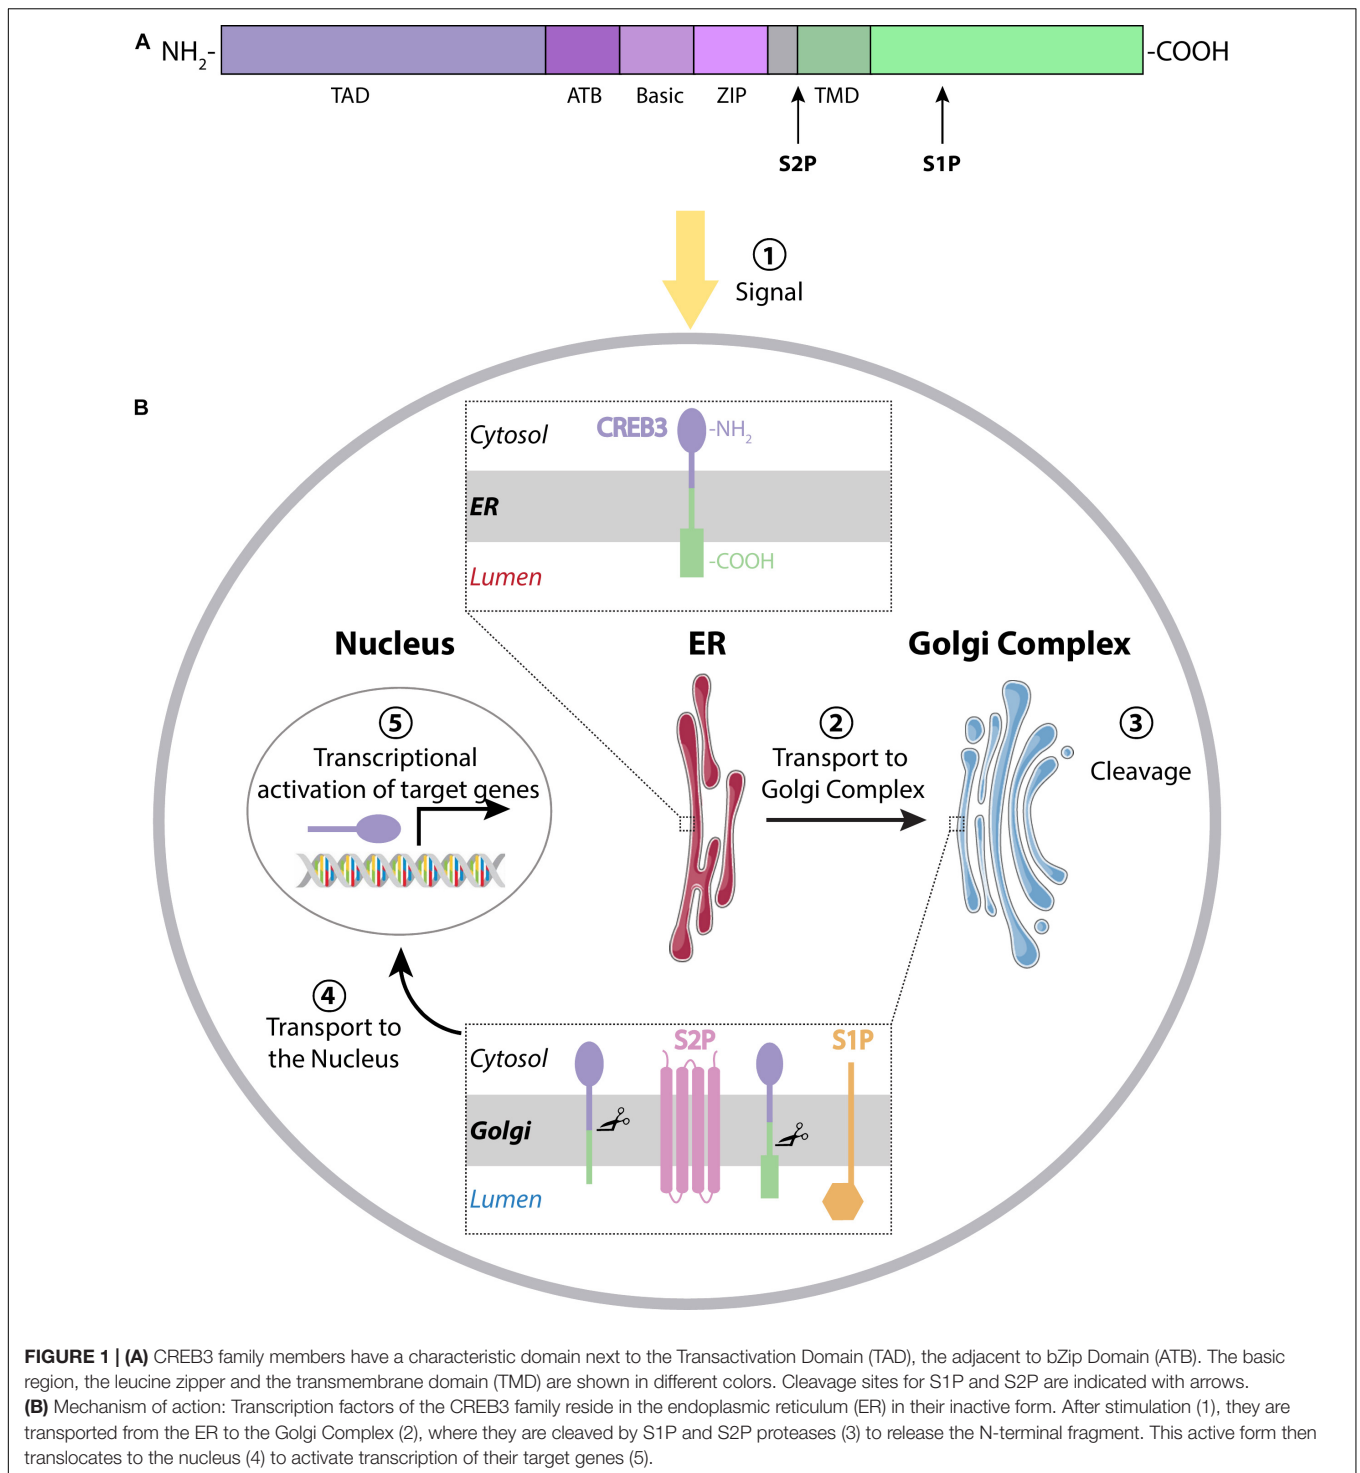 A NH2- -COOH
TAD ATB Basic ZIP TMD
S2P S1P
1
Signal
B
Cytosol CREB3 -NH2
ER
-COOH
Lumen
Nucleus ER Golgi Complex
5 2 3
Transcriptional Transport to Cleavage
activation of target genes Golgi Complex
4
Transport to
the Nucleus
S2P S1P
Cytosol
Golgi
Lumen
FIGURE 1 | (A) CREB3 family members have a characteristic domain next to the Transactivation Domain (TAD), the adjacent to bZip Domain (ATB). The basic
region, the leucine zipper and the transmembrane domain (TMD) are shown in different colors. Cleavage sites for S1P and S2P are indicated with arrows.
(B) Mechanism of action: Transcription factors of the CREB3 family reside in the endoplasmic reticulum (ER) in their inactive form. After stimulation (1), they are
transported from the ER to the Golgi Complex (2), where they are cleaved by S1P and S2P proteases (3) to release the N-terminal fragment. This active form then
translocates to the nucleus (4) to activate transcription of their target genes (5).